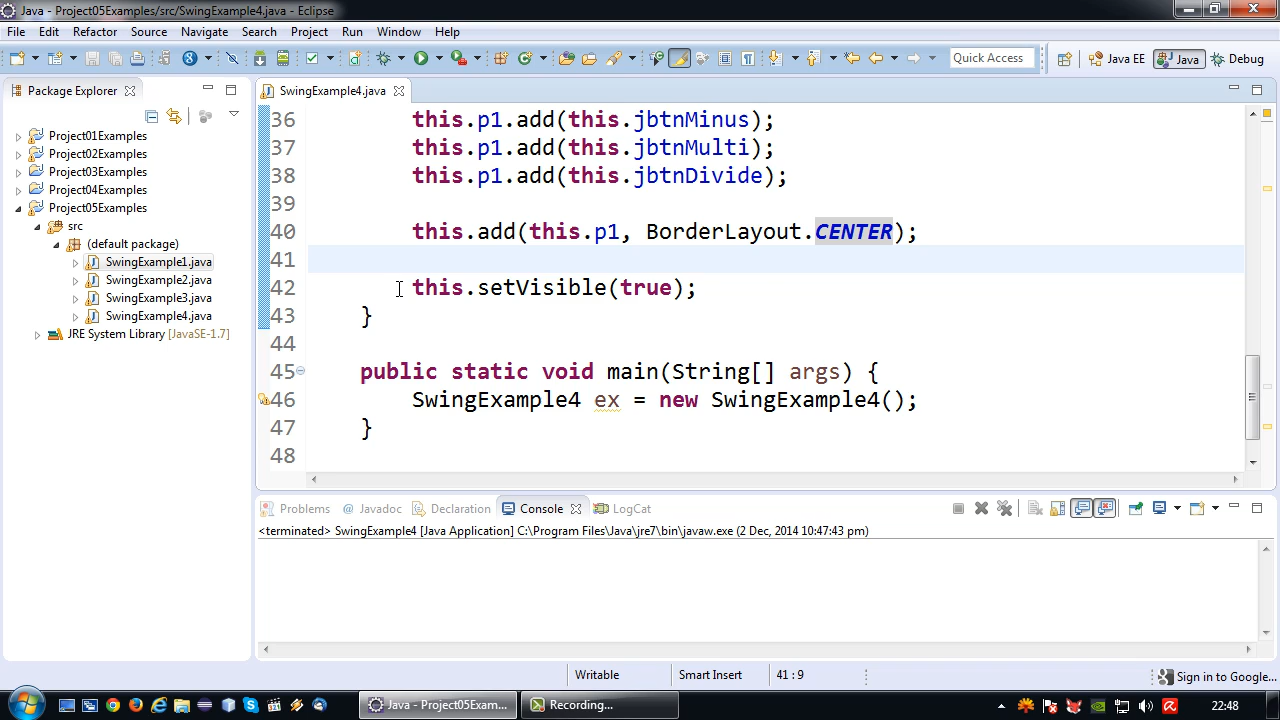 Java - Project05Examples/src/SwingExample4.java - Eclipse
File Edit Refactor Source Navigate Search Project Run Window Help
Quick Access Java EE Java Debug
Package Explorer
SwingExample4.java
Project01Examples
Project02Examples
Project03Examples
Project04Examples
Project05Examples
src
(default package)
SwingExample1.java
SwingExample2.java
SwingExample3.java
SwingExample4.java
JRE System Library [JavaSE-1.7]
36 this.p1.add(this.jbtnMinus);
37 this.p1.add(this.jbtnMulti);
38 this.p1.add(this.jbtnDivide);
39
40 this.add(this.p1, BorderLayout.CENTER);
41
42 this.setVisible(true);
43 }
44
45 public static void main(String[] args) {
46 SwingExample4 ex = new SwingExample4();
47 }
48
Problems @ Javadoc Declaration Console LogCat
<terminated> SwingExample4 [Java Application] C:\Program Files\Java\jre7\bin\javaw.exe (2 Dec, 2014 10:47:43 pm)
Writable Smart Insert 41 : 9 Sign in to Google...
Java - Project05Exam... Recording... 22:48